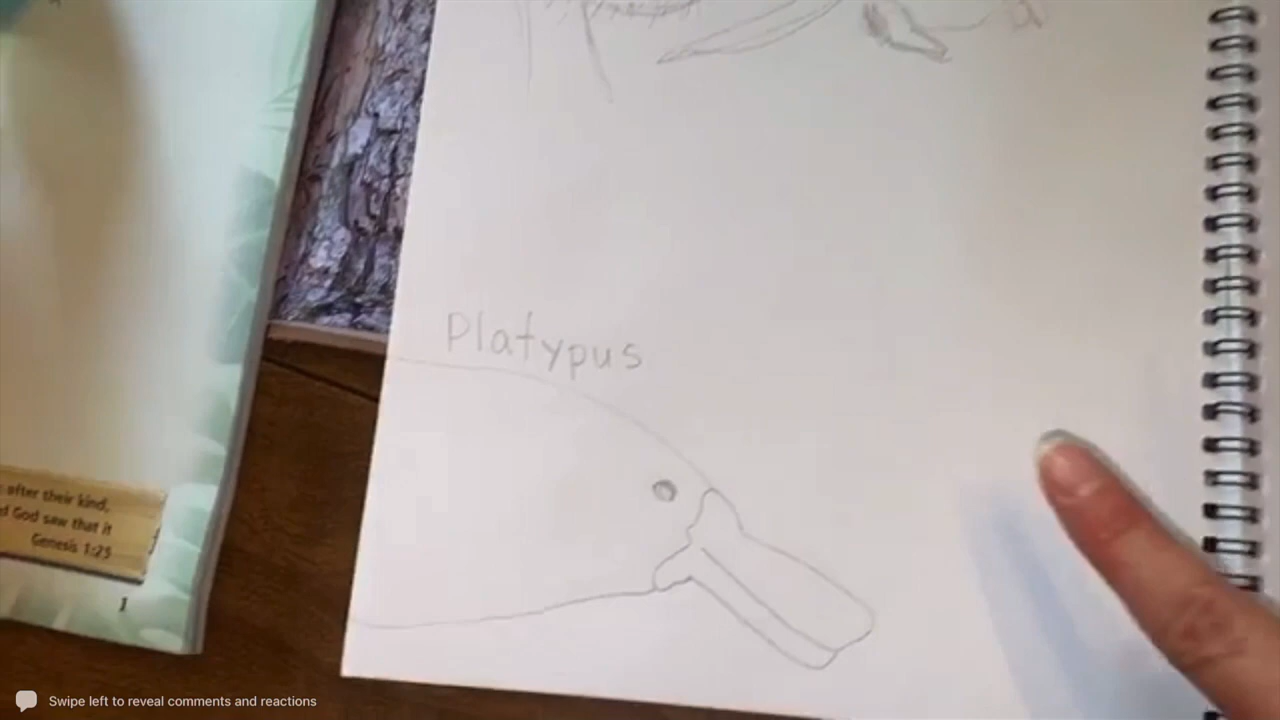 Platypus
after their kind,
God saw that it
Genesis 1:25
1
Swipe left to reveal comments and reactions